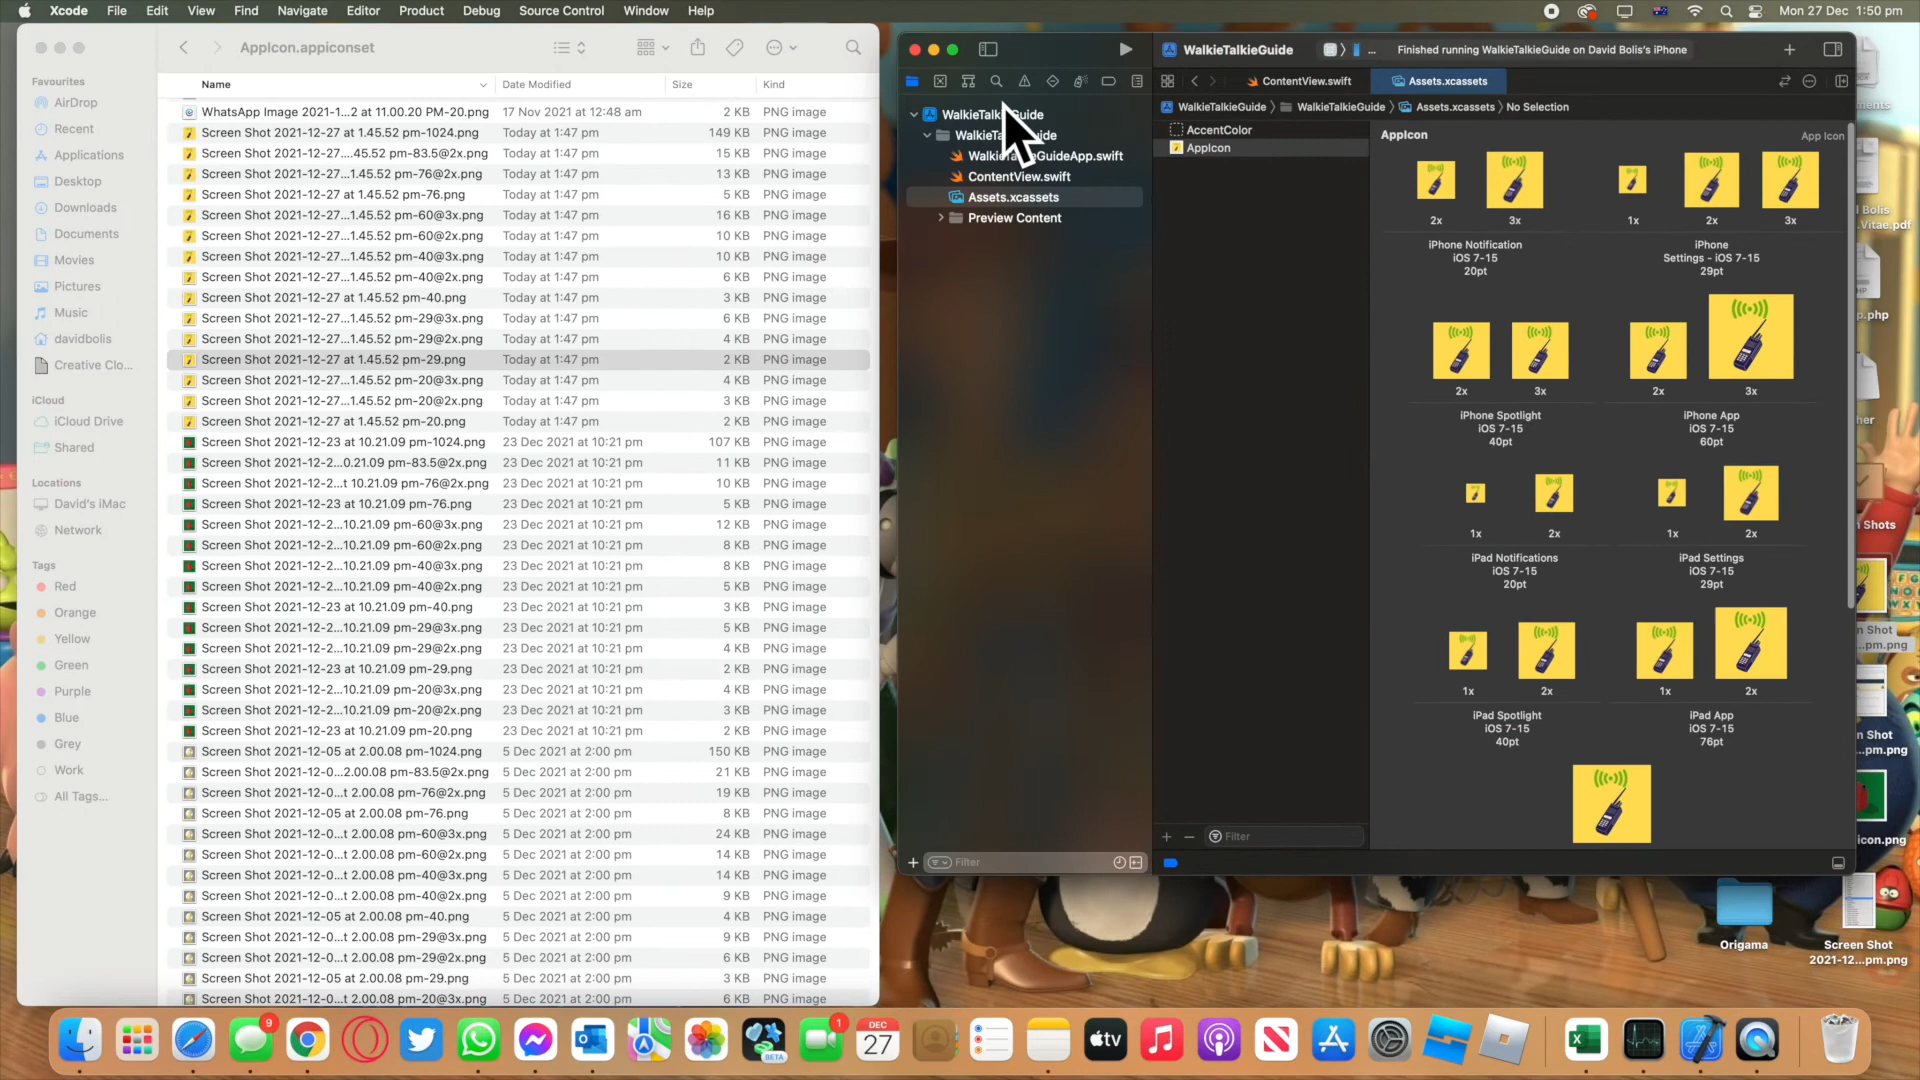 Xcode File Edit View Find Navigate Editor Product Debug Source Control Window Help
Mon 27 Dec 1:50 pm
AppIcon.appiconset
Favourites
AirDrop
Recent
Applications
Desktop
Downloads
Documents
Movies
Pictures
Music
davidbolis
Creative Clo...
iCloud
iCloud Drive
Shared
Locations
David's iMac
Network
Tags
Red
Orange
Yellow
Green
Purple
Blue
Grey
Work
All Tags...
Name Date Modified Size Kind
WhatsApp Image 2021-1...2 at 11.00.20 PM-20.png 17 Nov 2021 at 12:48 am 2 KB PNG image
Screen Shot 2021-12-27 at 1.45.52 pm-1024.png Today at 1:47 pm 149 KB PNG image
Screen Shot 2021-12-27....45.52 pm-83.5@2x.png Today at 1:47 pm 15 KB PNG image
Screen Shot 2021-12-27...1.45.52 pm-76@2x.png Today at 1:47 pm 13 KB PNG image
Screen Shot 2021-12-27 at 1.45.52 pm-76.png Today at 1:47 pm 5 KB PNG image
Screen Shot 2021-12-27...1.45.52 pm-60@3x.png Today at 1:47 pm 16 KB PNG image
Screen Shot 2021-12-27...1.45.52 pm-60@2x.png Today at 1:47 pm 10 KB PNG image
Screen Shot 2021-12-27...1.45.52 pm-40@3x.png Today at 1:47 pm 10 KB PNG image
Screen Shot 2021-12-27...1.45.52 pm-40@2x.png Today at 1:47 pm 6 KB PNG image
Screen Shot 2021-12-27 at 1.45.52 pm-40.png Today at 1:47 pm 3 KB PNG image
Screen Shot 2021-12-27...1.45.52 pm-29@3x.png Today at 1:47 pm 6 KB PNG image
Screen Shot 2021-12-27...1.45.52 pm-29@2x.png Today at 1:47 pm 4 KB PNG image
Screen Shot 2021-12-27 at 1.45.52 pm-29.png Today at 1:47 pm 2 KB PNG image
Screen Shot 2021-12-27...1.45.52 pm-20@3x.png Today at 1:47 pm 4 KB PNG image
Screen Shot 2021-12-27...1.45.52 pm-20@2x.png Today at 1:47 pm 3 KB PNG image
Screen Shot 2021-12-27 at 1.45.52 pm-20.png Today at 1:47 pm 2 KB PNG image
Screen Shot 2021-12-23 at 10.21.09 pm-1024.png 23 Dec 2021 at 10:21 pm 107 KB PNG image
Screen Shot 2021-12-2...0.21.09 pm-83.5@2x.png 23 Dec 2021 at 10:21 pm 11 KB PNG image
Screen Shot 2021-12-2...t 10.21.09 pm-76@2x.png 23 Dec 2021 at 10:21 pm 10 KB PNG image
Screen Shot 2021-12-23 at 10.21.09 pm-76.png 23 Dec 2021 at 10:21 pm 5 KB PNG image
Screen Shot 2021-12-2...10.21.09 pm-60@3x.png 23 Dec 2021 at 10:21 pm 12 KB PNG image
Screen Shot 2021-12-2...10.21.09 pm-60@2x.png 23 Dec 2021 at 10:21 pm 8 KB PNG image
Screen Shot 2021-12-2...10.21.09 pm-40@3x.png 23 Dec 2021 at 10:21 pm 8 KB PNG image
Screen Shot 2021-12-2...10.21.09 pm-40@2x.png 23 Dec 2021 at 10:21 pm 5 KB PNG image
Screen Shot 2021-12-23 at 10.21.09 pm-40.png 23 Dec 2021 at 10:21 pm 3 KB PNG image
Screen Shot 2021-12-2...10.21.09 pm-29@3x.png 23 Dec 2021 at 10:21 pm 5 KB PNG image
Screen Shot 2021-12-2...10.21.09 pm-29@2x.png 23 Dec 2021 at 10:21 pm 4 KB PNG image
Screen Shot 2021-12-23 at 10.21.09 pm-29.png 23 Dec 2021 at 10:21 pm 2 KB PNG image
Screen Shot 2021-12-2...10.21.09 pm-20@3x.png 23 Dec 2021 at 10:21 pm 4 KB PNG image
Screen Shot 2021-12-2...10.21.09 pm-20@2x.png 23 Dec 2021 at 10:21 pm 3 KB PNG image
Screen Shot 2021-12-23 at 10.21.09 pm-20.png 23 Dec 2021 at 10:21 pm 2 KB PNG image
Screen Shot 2021-12-05 at 2.00.08 pm-1024.png 5 Dec 2021 at 2:00 pm 150 KB PNG image
Screen Shot 2021-12-0...2.00.08 pm-83.5@2x.png 5 Dec 2021 at 2:00 pm 21 KB PNG image
Screen Shot 2021-12-0...t 2.00.08 pm-76@2x.png 5 Dec 2021 at 2:00 pm 19 KB PNG image
Screen Shot 2021-12-05 at 2.00.08 pm-76.png 5 Dec 2021 at 2:00 pm 8 KB PNG image
Screen Shot 2021-12-0...t 2.00.08 pm-60@3x.png 5 Dec 2021 at 2:00 pm 24 KB PNG image
Screen Shot 2021-12-0...t 2.00.08 pm-60@2x.png 5 Dec 2021 at 2:00 pm 14 KB PNG image
Screen Shot 2021-12-0...t 2.00.08 pm-40@3x.png 5 Dec 2021 at 2:00 pm 14 KB PNG image
Screen Shot 2021-12-0...t 2.00.08 pm-40@2x.png 5 Dec 2021 at 2:00 pm 9 KB PNG image
Screen Shot 2021-12-05 at 2.00.08 pm-40.png 5 Dec 2021 at 2:00 pm 4 KB PNG image
Screen Shot 2021-12-0...t 2.00.08 pm-29@3x.png 5 Dec 2021 at 2:00 pm 9 KB PNG image
Screen Shot 2021-12-0...t 2.00.08 pm-29@2x.png 5 Dec 2021 at 2:00 pm 6 KB PNG image
Screen Shot 2021-12-05 at 2.00.08 pm-29.png 5 Dec 2021 at 2:00 pm 3 KB PNG image
Screen Shot 2021-12-0...t 2.00.08 pm-20@3x.png 5 Dec 2021 at 2:00 pm 6 KB PNG image
WalkieTalkieGuide
...
Finished running WalkieTalkieGuide on David Bolis's iPhone
ContentView.swift
Assets.xcassets
WalkieTalkieGuide WalkieTalkieGuide Assets.xcassets No Selection
ContentView.swift
Assets.xcassets
Preview Content
Filter
AccentColor
AppIcon
Filter
AppIcon
App Icon
2x 3x
iPhone Notification
iOS 7-15
20pt
1x 2x 3x
iPhone
Settings - iOS 7-15
29pt
2x 3x
iPhone Spotlight
iOS 7-15
40pt
2x 3x
iPhone App
iOS 7-15
60pt
1x 2x
iPad Notifications
iOS 7-15
20pt
1x 2x
iPad Settings
iOS 7-15
29pt
1x 2x
iPad Spotlight
iOS 7-15
40pt
1x 2x
iPad App
iOS 7-15
76pt
Bolis
Vitae.pdf
p.php
Shots
Shot
...pm.png
Shot
...pm.png
icon.png
Origama
Screen Shot
2021-12...pm.png
9
BETA
1
DEC
27
tv